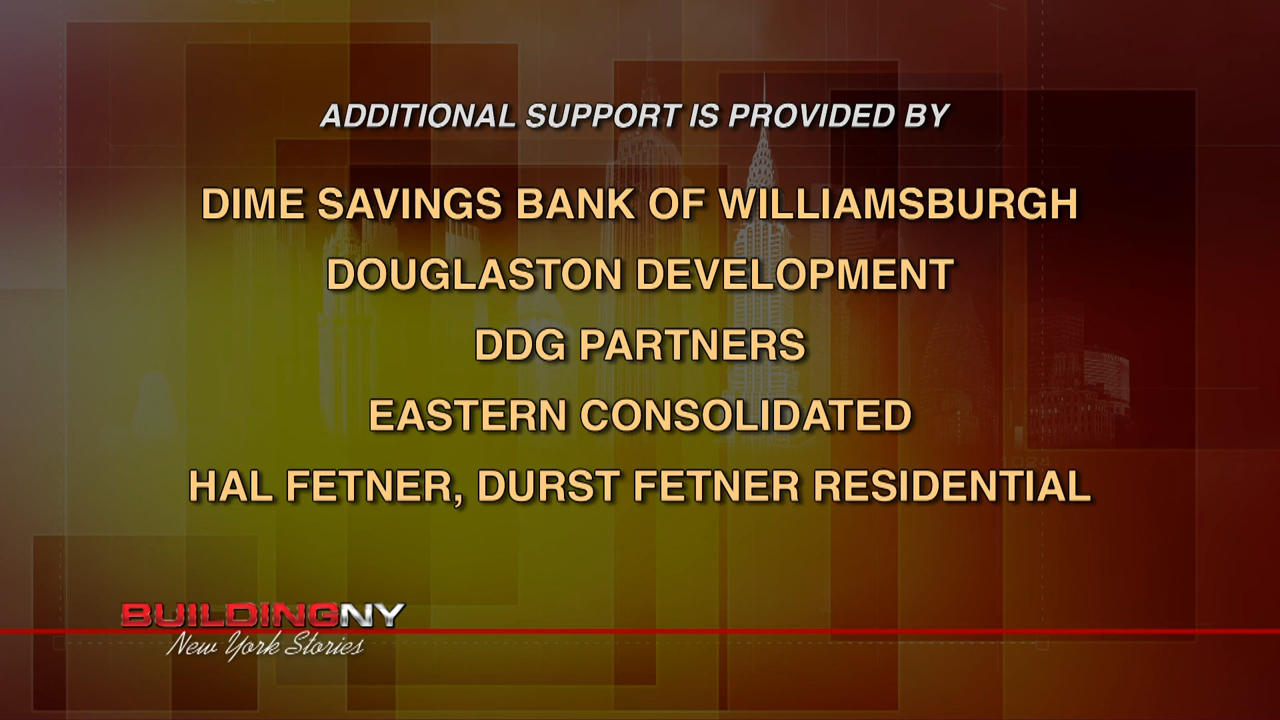 ADDITIONAL SUPPORT IS PROVIDED BY
DIME SAVINGS BANK OF WILLIAMSBURGH
DOUGLASTON DEVELOPMENT
DDG PARTNERS
EASTERN CONSOLIDATED
HAL FETNER, DURST FETNER RESIDENTIAL
BUILDINGNY
New York Stories